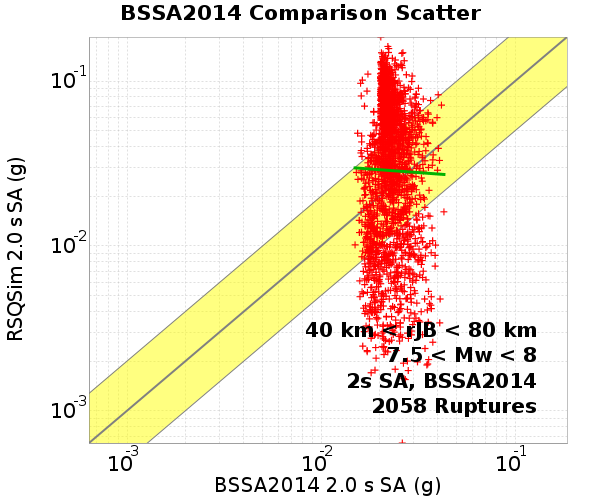 BSSA2014 Comparison Scatter
RSQSim 2.0 s SA (g)
10-1
10-2
10-3
40 km < rJB < 80 km
7.5 < Mw < 8
2s SA, BSSA2014
2058 Ruptures
10-3 10-2 10-1
BSSA2014 2.0 s SA (g)